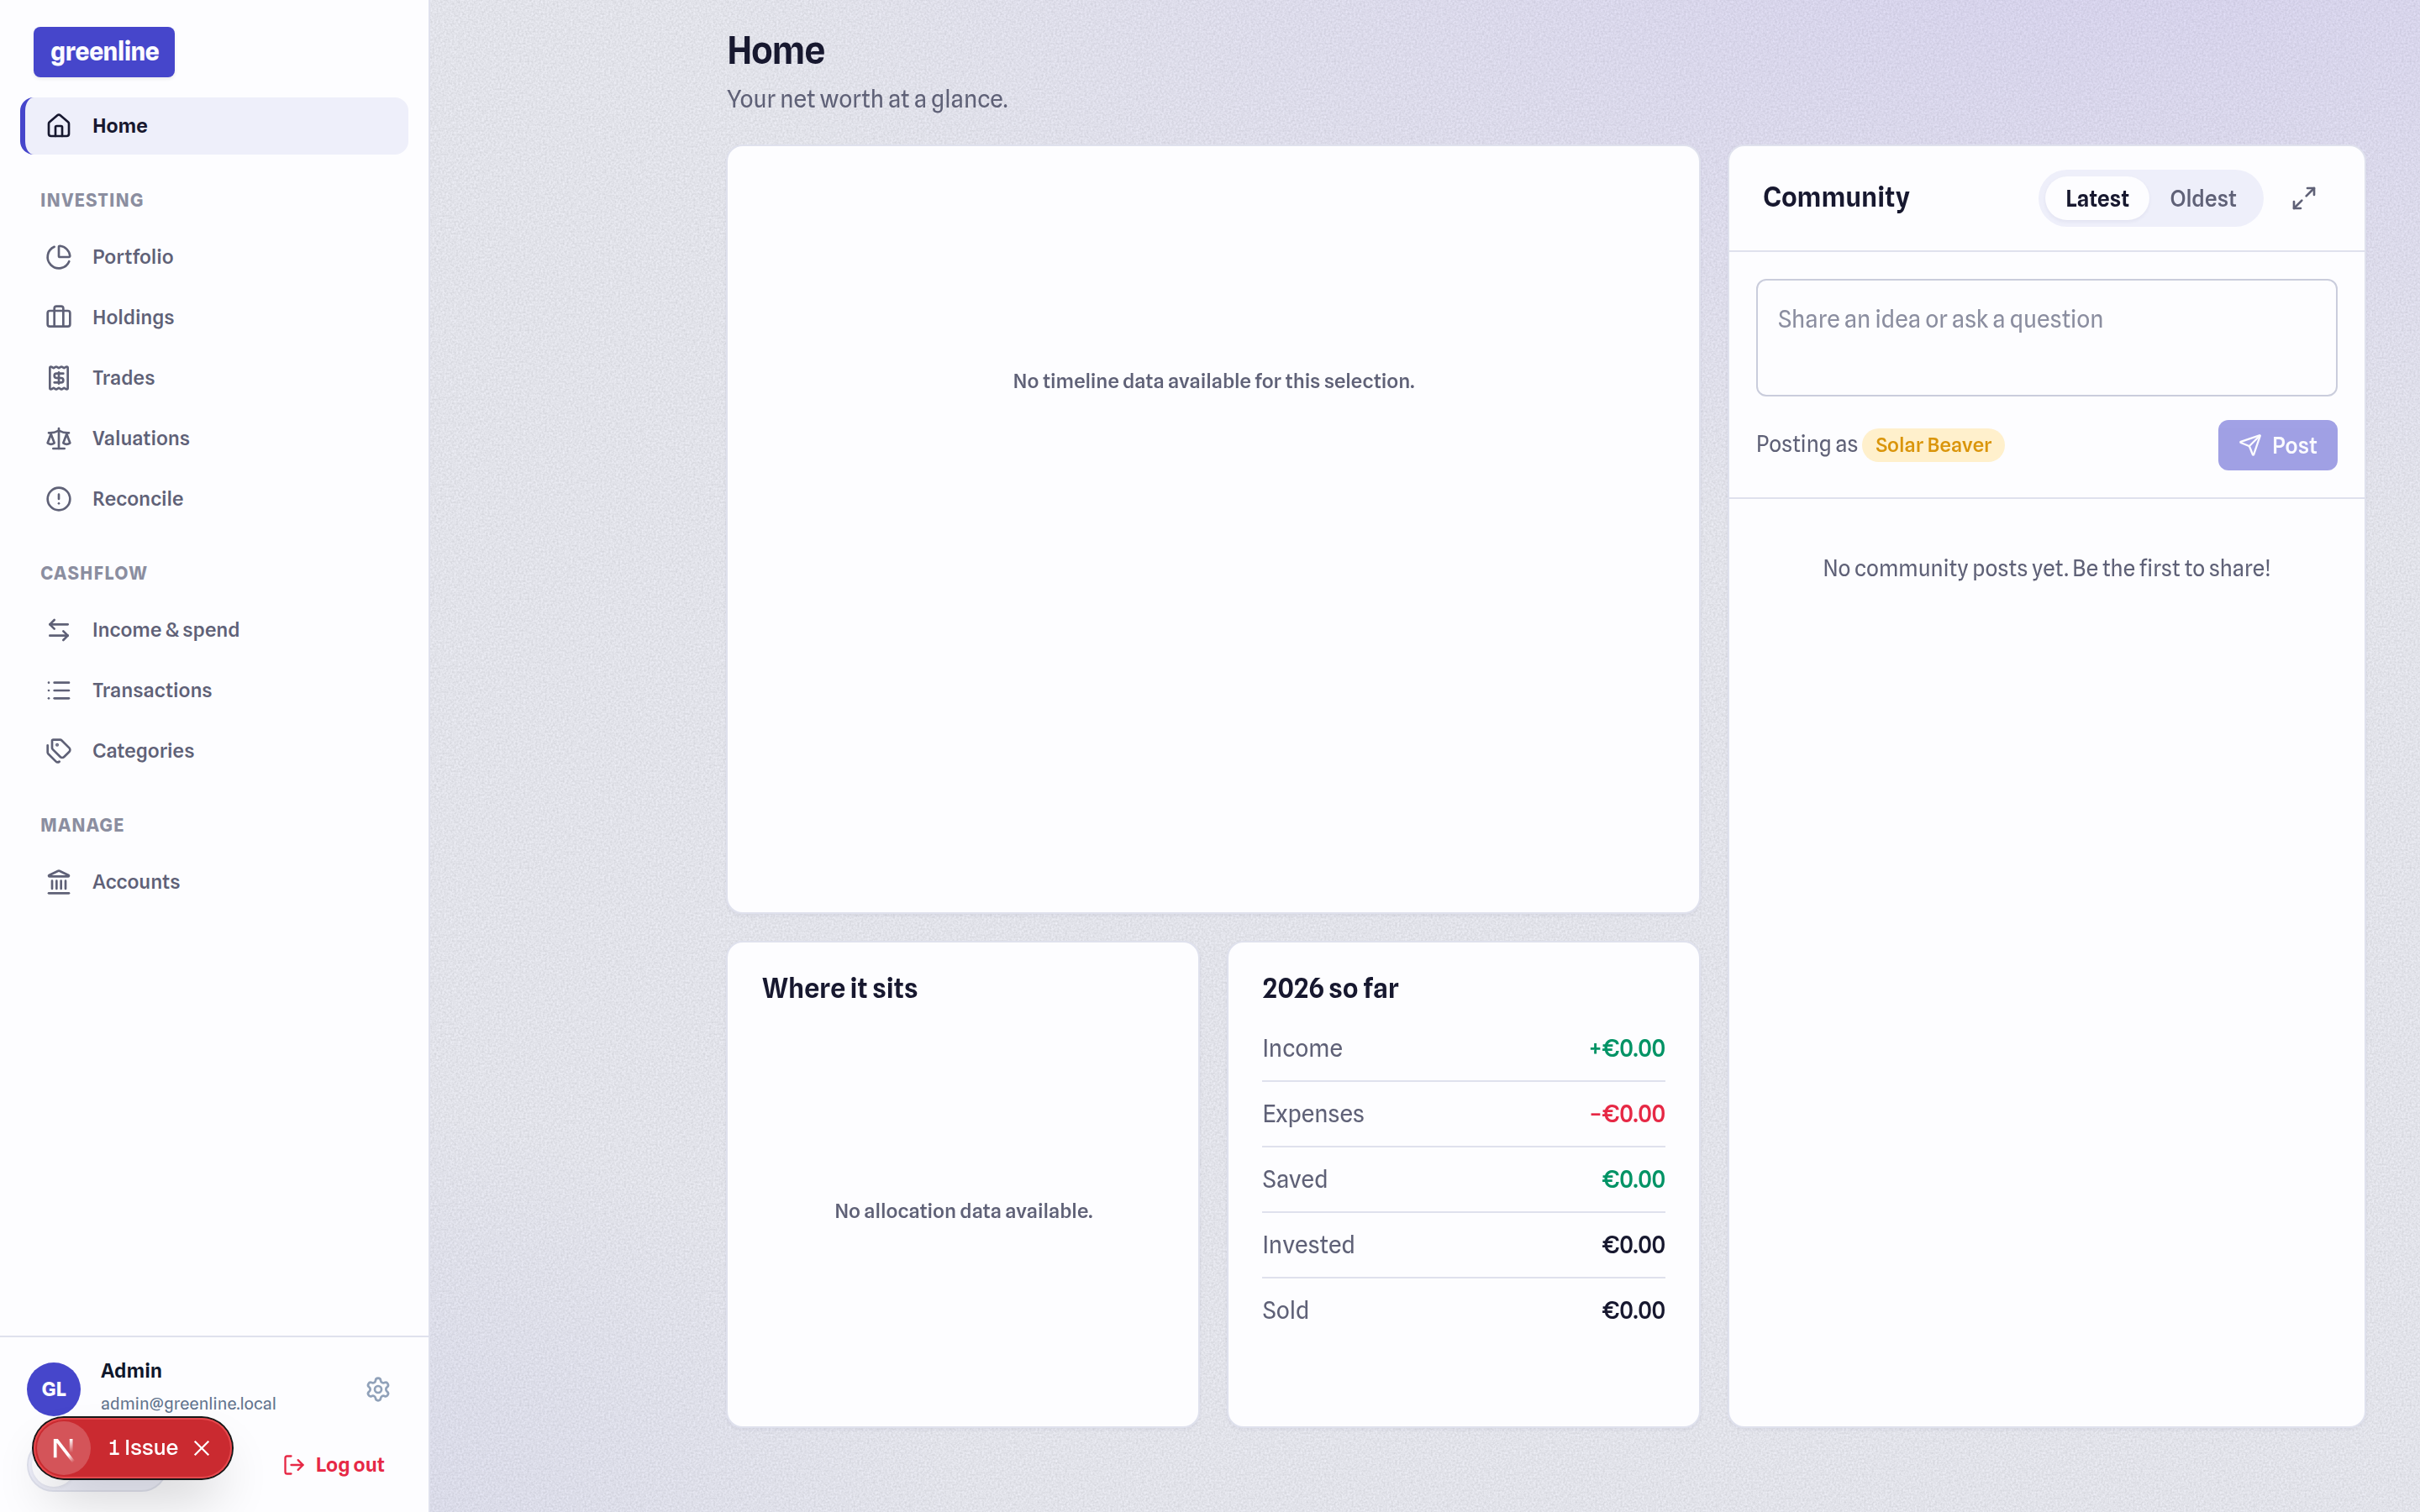 greenline
Home
INVESTING
Portfolio
Holdings
Trades
Valuations
Reconcile
CASHFLOW
Income & spend
Transactions
Categories
MANAGE
Accounts
GL
Admin
admin@greenline.local
N
1 Issue
Log out
Home
Your net worth at a glance.
No timeline data available for this selection.
Where it sits
No allocation data available.
2026 so far
Income +€0.00
Expenses -€0.00
Saved €0.00
Invested €0.00
Sold €0.00
Community
Latest Oldest
Share an idea or ask a question
Posting as Solar Beaver
Post
No community posts yet. Be the first to share!